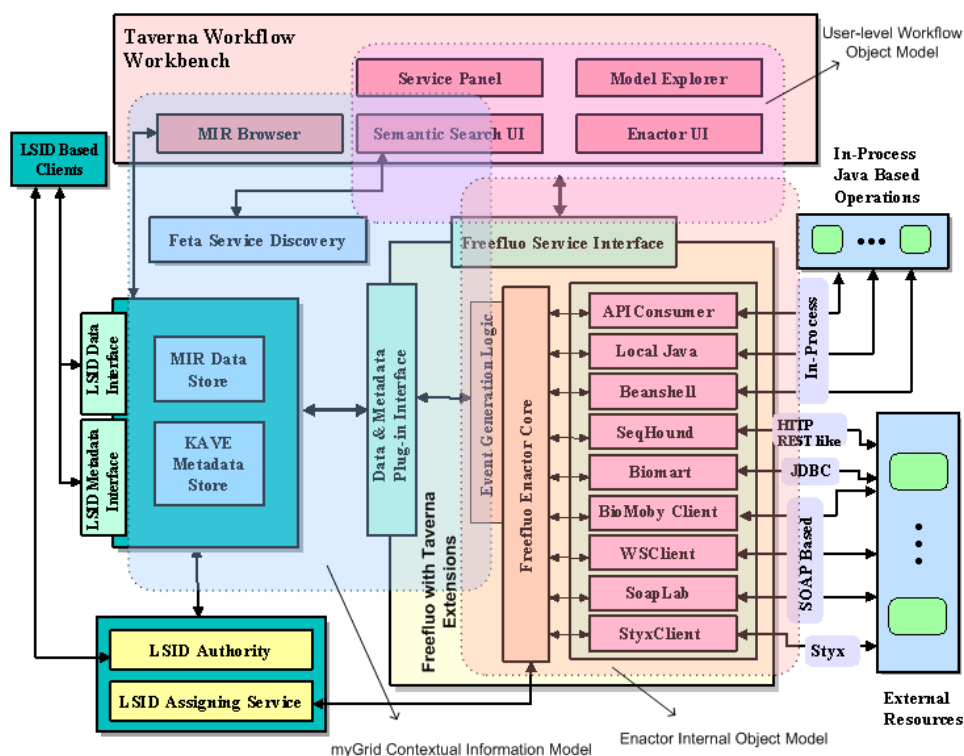 Taverna Workflow
Workbench
User-level Workflow
Object Model
Service Panel
Model Explorer
MIR Browser
Semantic Search UI
Enactor UI
LSID Based
Clients
In-Process
Java Based
Operations
Feta Service Discovery
Freefluo Service Interface
LSID Data
Interface
LSID Metadata
Interface
MIR Data
Store
KAVE
Metadata
Store
Data & Metadata
Plug-in Interface
Event Generation Logic
Freefluo Enactor Core
Freefluo with Taverna
Extensions
API Consumer
Local Java
Beanshell
SeqHound
Biomart
BioMoby Client
WSClient
SoapLab
StyxClient
In-Process
HTTP
REST like
JDBC
SOAP Based
Styx
External
Resources
LSID Authority
LSID Assigning Service
myGrid Contextual Information Model
Enactor Internal Object Model